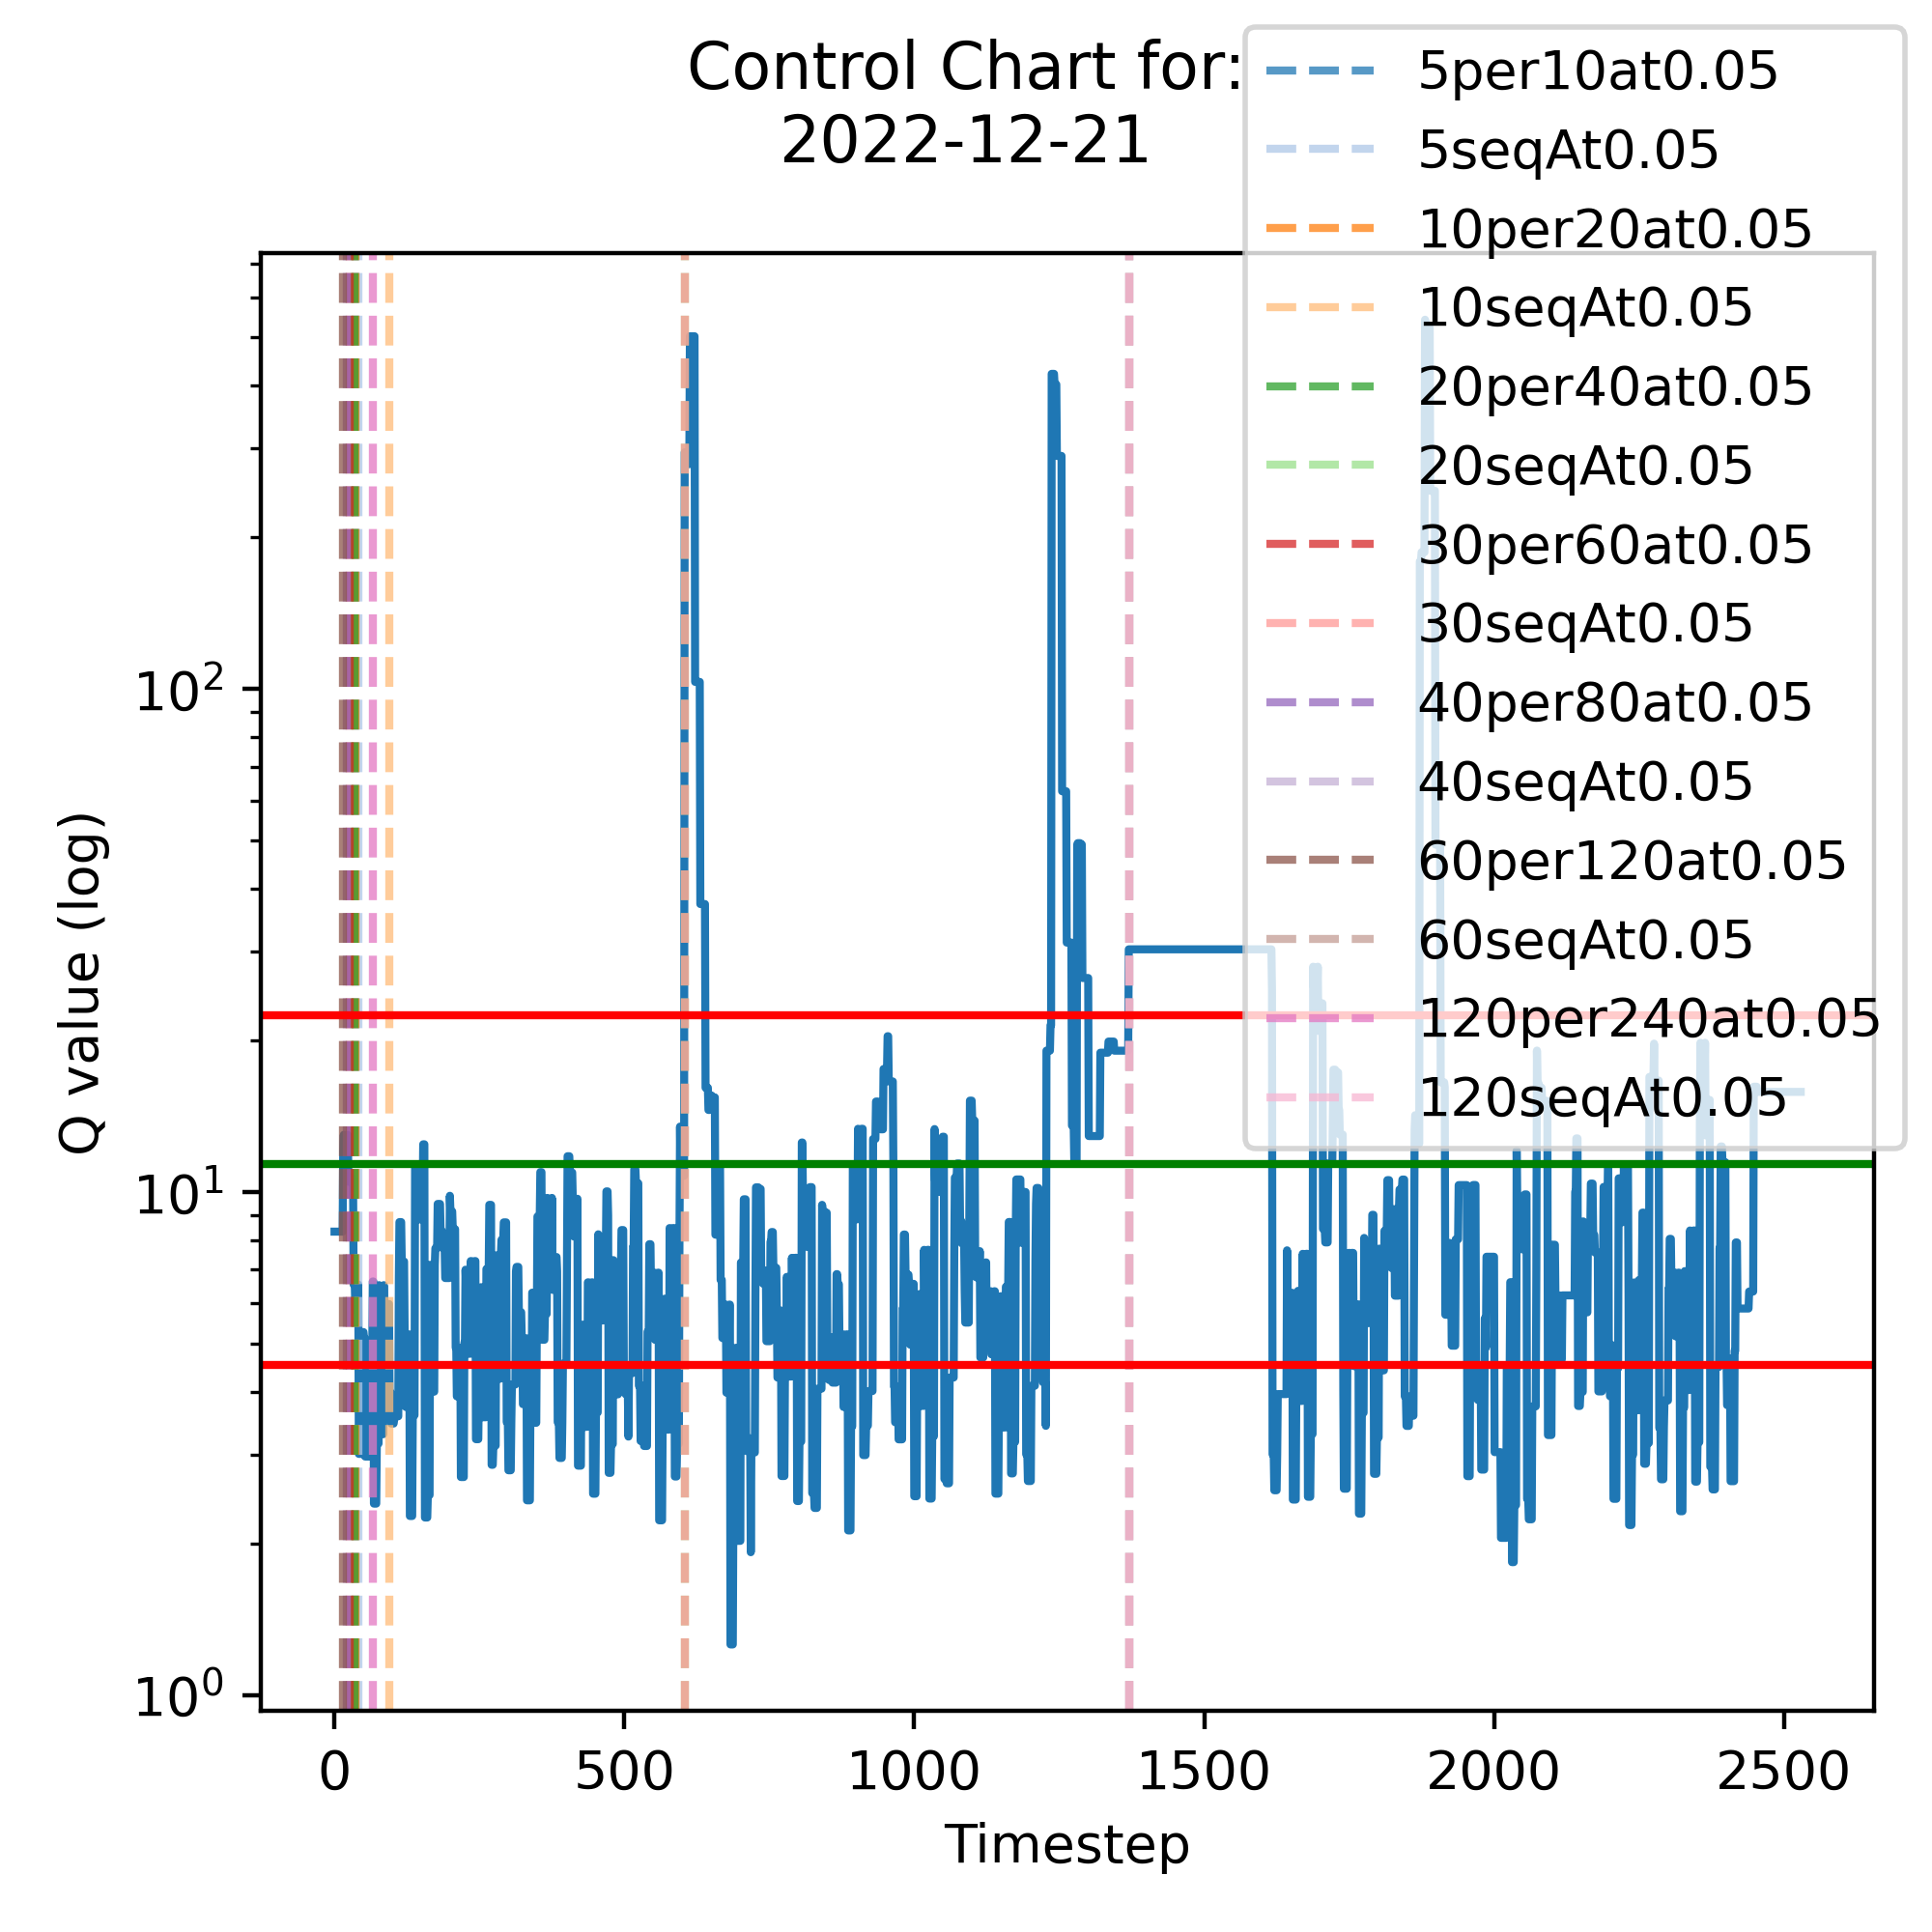 Control Chart for:
2022-12-21
5per10at0.05
5seqAt0.05
10per20at0.05
10seqAt0.05
20per40at0.05
20seqAt0.05
30per60at0.05
30seqAt0.05
40per80at0.05
40seqAt0.05
60per120at0.05
60seqAt0.05
120per240at0.05
120seqAt0.05
Q value (log)
10²
10¹
10⁰
0 500 1000 1500 2000 2500
Timestep